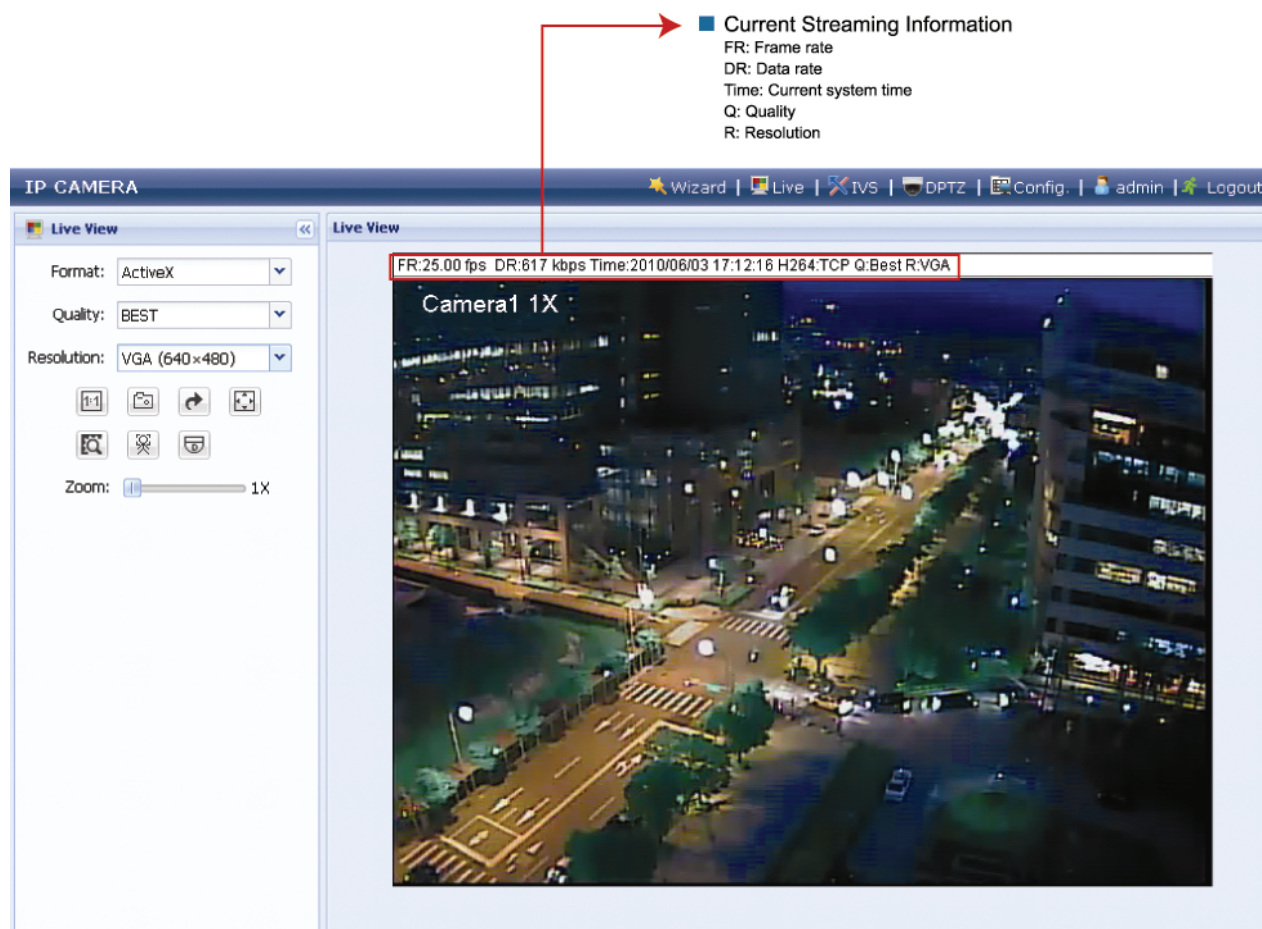 Current Streaming Information
FR: Frame rate
DR: Data rate
Time: Current system time
Q: Quality
R: Resolution
IP CAMERA
Wizard | Live | IVS | DPTZ | Config. | admin | Logout
Live View
Format: ActiveX
Quality: BEST
Resolution: VGA (640×480)
1:1
Zoom: 1X
Live View
FR:25.00 fps DR:617 kbps Time:2010/06/03 17:12:16 H264:TCP Q:Best R:VGA
Camera1 1X